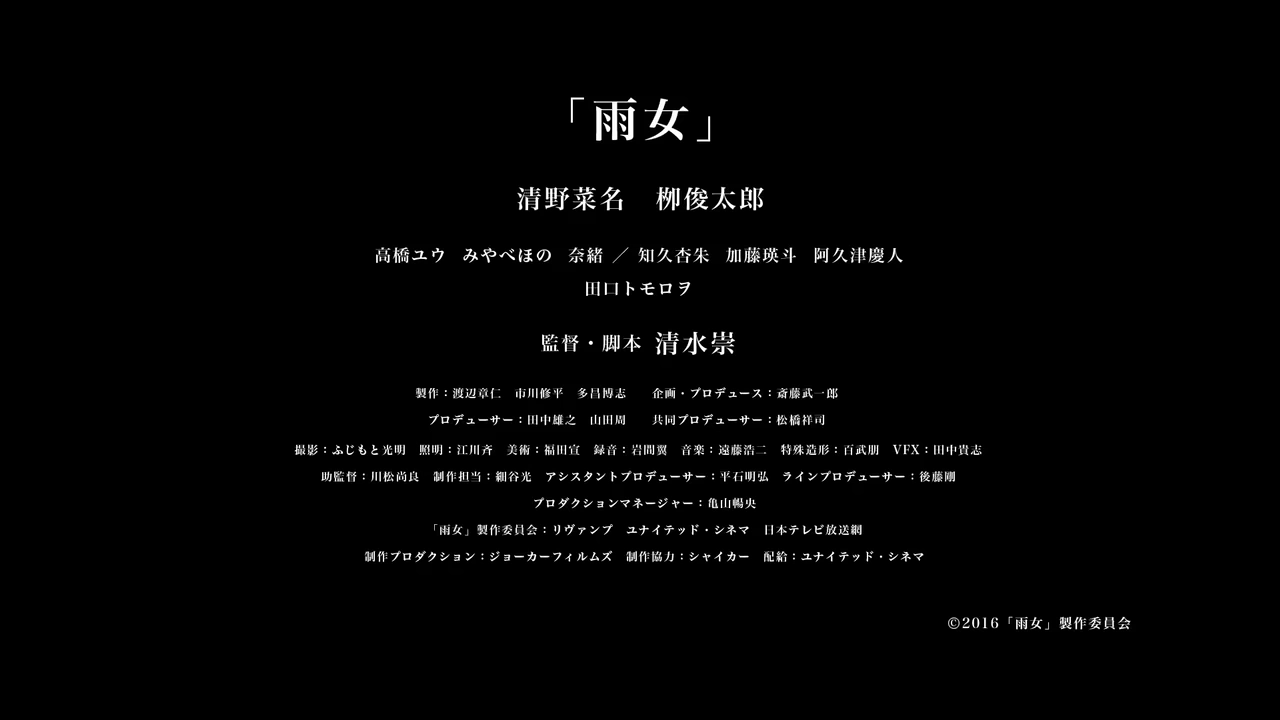 「雨女」
清野菜名　栁俊太郎
高橋ユウ　みやべほの　奈緒 ／ 知久杏朱　加藤瑛斗　阿久津慶人
田口トモロヲ
監督・脚本 清水崇
製作：渡辺章仁　市川修平　多昌博志　　企画・プロデュース：斎藤武一郎
プロデューサー：田中雄之　山田周　　共同プロデューサー：松橋祥司
撮影：ふじもと光明　照明：江川斉　美術：福田宣　録音：岩間翼　音楽：遠藤浩二　特殊造形：百武朋　VFX：田中貴志
助監督：川松尚良　制作担当：細谷光　アシスタントプロデューサー：平石明弘　ラインプロデューサー：後藤剛
プロダクションマネージャー：亀山暢央
「雨女」製作委員会：リヴァンプ　ユナイテッド・シネマ　日本テレビ放送網
制作プロダクション：ジョーカーフィルムズ　制作協力：シャイカー　配給：ユナイテッド・シネマ
©2016「雨女」製作委員会